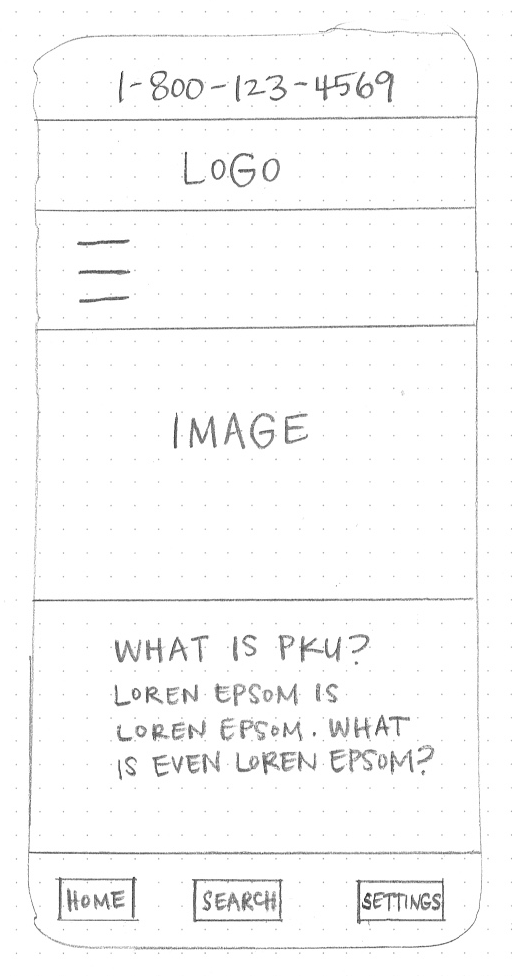 1-800-123-4569
LOGO
IMAGE
WHAT IS PKU?
LOREN EPSOM IS
LOREN EPSOM. WHAT
IS EVEN LOREN EPSOM?
HOME SEARCH SETTINGS